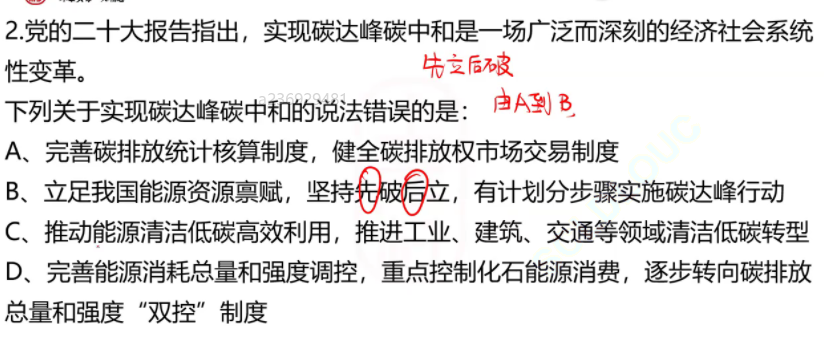 2.党的二十大报告指出，实现碳达峰碳中和是一场广泛而深刻的经济社会系统
性变革。
先立后破
下列关于实现碳达峰碳中和的说法错误的是：
由A到B
A、完善碳排放统计核算制度，健全碳排放权市场交易制度
B、立足我国能源资源禀赋，坚持先破后立，有计划分步骤实施碳达峰行动
C、推动能源清洁低碳高效利用，推进工业、建筑、交通等领域清洁低碳转型
D、完善能源消耗总量和强度调控，重点控制化石能源消费，逐步转向碳排放
总量和强度“双控”制度